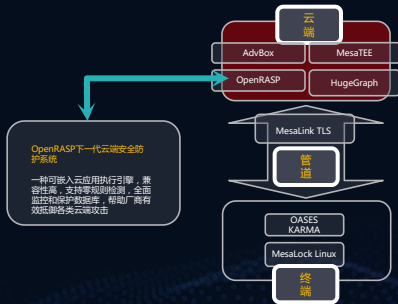 云
端
AdvBox
MesaTEE
OpenRASP
HugeGraph
MesaLink TLS
管
道
OpenRASP下一代云端安全防
护系统
一种可嵌入云应用执行引擎，兼
容性高，支持零规则检测，全面
监控和保护数据库，帮助厂商有
效抵御各类云端攻击
OASES
KARMA
MesaLock Linux
终
端